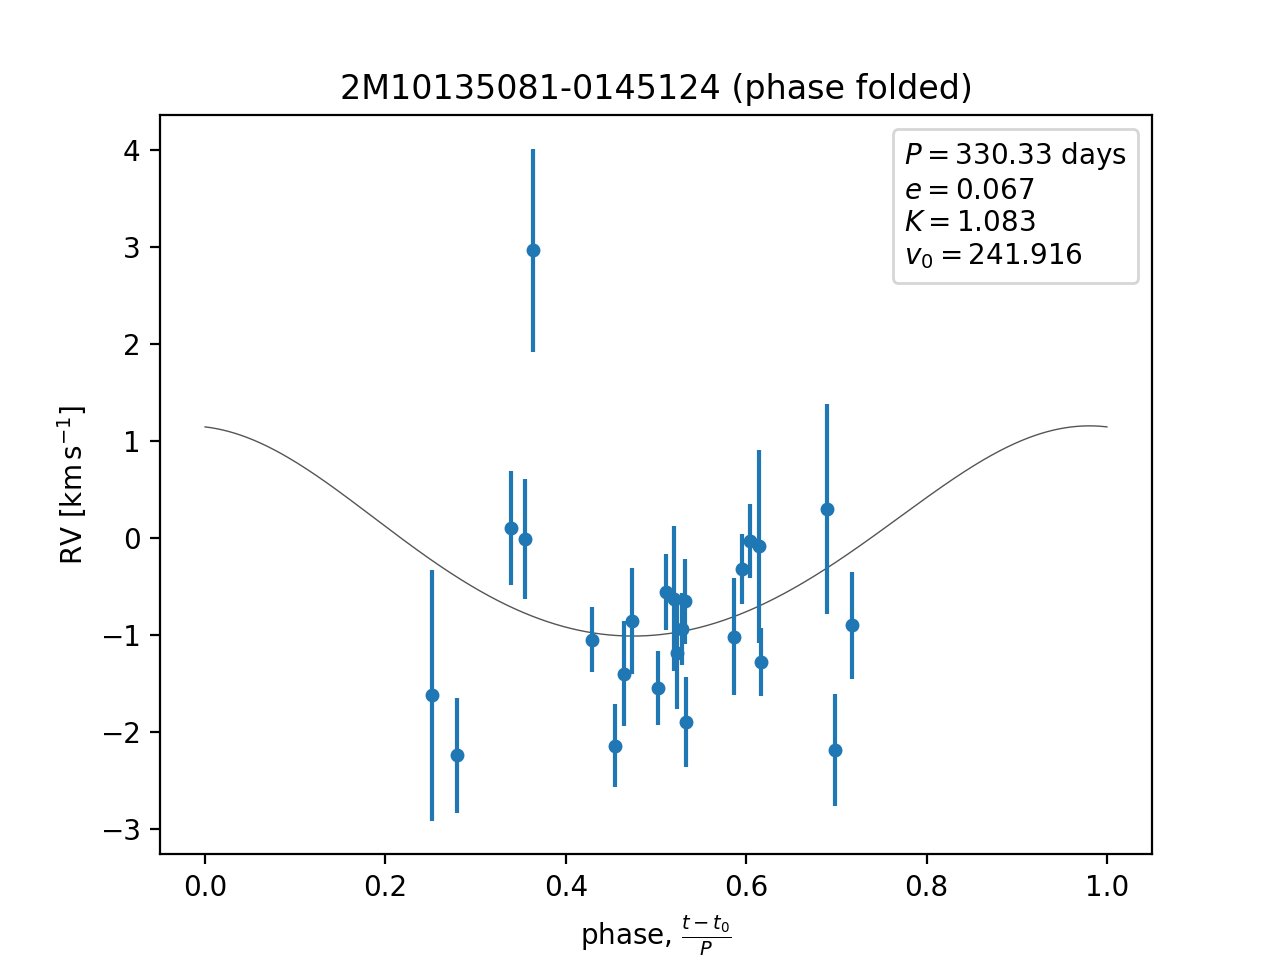 2M10135081-0145124 (phase folded)
P = 330.33 days
e = 0.067
K = 1.083
v₀ = 241.916
4
3
2
1
0
−1
−2
−3
RV [km s⁻¹]
0.0 0.2 0.4 0.6 0.8 1.0
phase, (t − t₀)/P